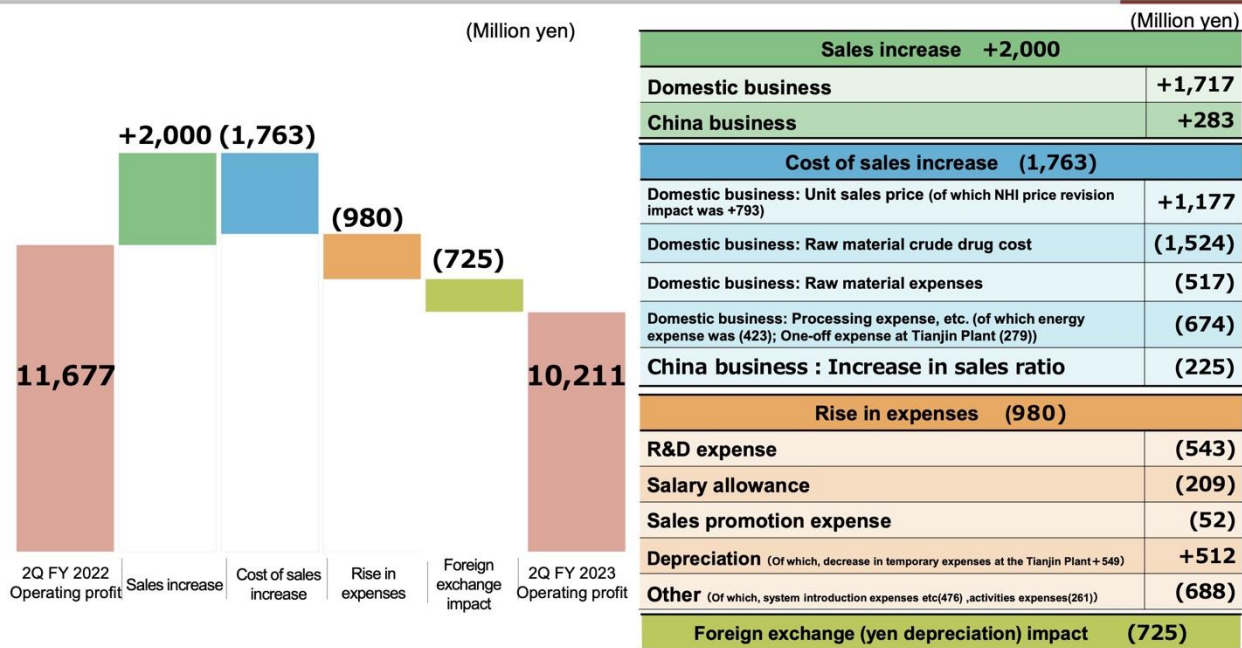 (Million yen)
+2,000
(1,763)
(980)
(725)
11,677
10,211
2Q FY 2022
Operating profit
Sales increase
Cost of sales
increase
Rise in
expenses
Foreign
exchange
impact
2Q FY 2023
Operating profit
(Million yen)
Sales increase +2,000
Domestic business +1,717
China business +283
Cost of sales increase (1,763)
Domestic business: Unit sales price (of which NHI price revision
impact was +793) +1,177
Domestic business: Raw material crude drug cost (1,524)
Domestic business: Raw material expenses (517)
Domestic business: Processing expense, etc. (of which energy
expense was (423); One-off expense at Tianjin Plant (279)) (674)
China business : Increase in sales ratio (225)
Rise in expenses (980)
R&D expense (543)
Salary allowance (209)
Sales promotion expense (52)
Depreciation (Of which, decrease in temporary expenses at the Tianjin Plant+549) +512
Other (Of which, system introduction expenses etc(476) ,activities expenses(261)) (688)
Foreign exchange (yen depreciation) impact (725)